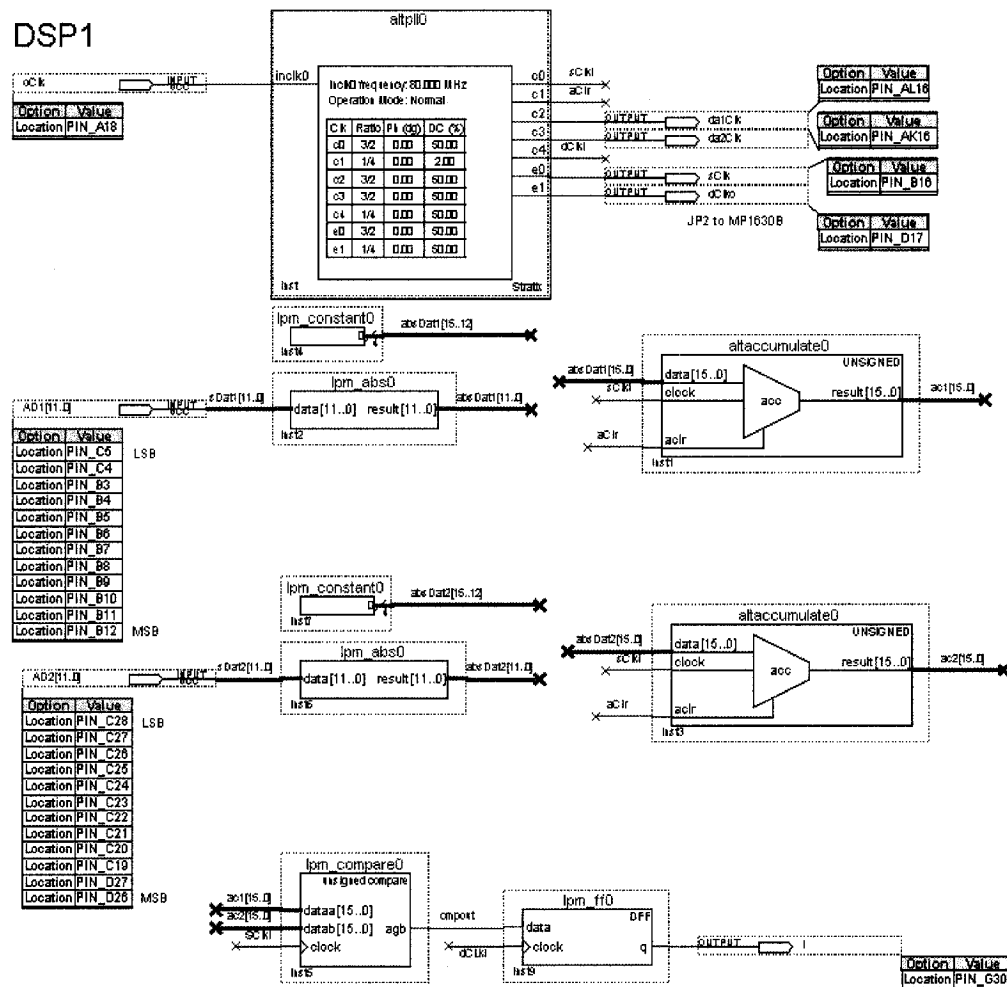 DSP1
altpll0
oClk
INPUT
VCC
inclk0
Option Value
Location PIN_A18
Inclk0 frequency: 80.000 MHz
Operation Mode: Normal
Clk Ratio Ph (dg) DC (%)
c0 3/2 0.00 50.00
c1 1/4 0.00 2.00
c2 3/2 0.00 50.00
c3 3/2 0.00 50.00
c4 1/4 0.00 50.00
e0 3/2 0.00 50.00
e1 1/4 0.00 50.00
inst
Stratix
c0 sClkI
c1 aClr
c2 OUTPUT da1Clk
c3 OUTPUT da2Clk
c4 dClkI
e0 OUTPUT sClk
e1 OUTPUT dClko
JP2 to MP1630B
Option Value
Location PIN_AL16
Option Value
Location PIN_AK16
Option Value
Location PIN_B16
Option Value
Location PIN_D17
lpm_constant0
absDat1[15..12]
inst4
AD1[11..0]
INPUT
VCC
sDat1[11..0]
lpm_abs0
data[11..0] result[11..0]
absDat1[11..0]
inst2
altaccumulate0
UNSIGNED
absDat1[15..0]
sClkI
data[15..0]
clock
acc
result[15..0]
ac1[15..0]
aClr
aclr
inst1
Option Value
Location PIN_C5 LSB
Location PIN_C4
Location PIN_B3
Location PIN_B4
Location PIN_B5
Location PIN_B6
Location PIN_B7
Location PIN_B8
Location PIN_B9
Location PIN_B10
Location PIN_B11
Location PIN_B12 MSB
lpm_constant0
absDat2[15..12]
inst7
AD2[11..0]
INPUT
VCC
sDat2[11..0]
lpm_abs0
data[11..0] result[11..0]
absDat2[11..0]
inst6
altaccumulate0
UNSIGNED
absDat2[15..0]
sClkI
data[15..0]
clock
acc
result[15..0]
ac2[15..0]
aClr
aclr
inst3
Option Value
Location PIN_C28 LSB
Location PIN_C27
Location PIN_C26
Location PIN_C25
Location PIN_C24
Location PIN_C23
Location PIN_C22
Location PIN_C21
Location PIN_C20
Location PIN_C19
Location PIN_D27
Location PIN_D26 MSB
lpm_compare0
unsigned compare
ac1[15..0]
ac2[15..0]
SClkI
dataa[15..0]
datab[15..0]
clock
agb
inst5
cmpout
dCLkI
lpm_ff0
DFF
data
clock
q
inst9
OUTPUT
I
Option Value
Location PIN_G30